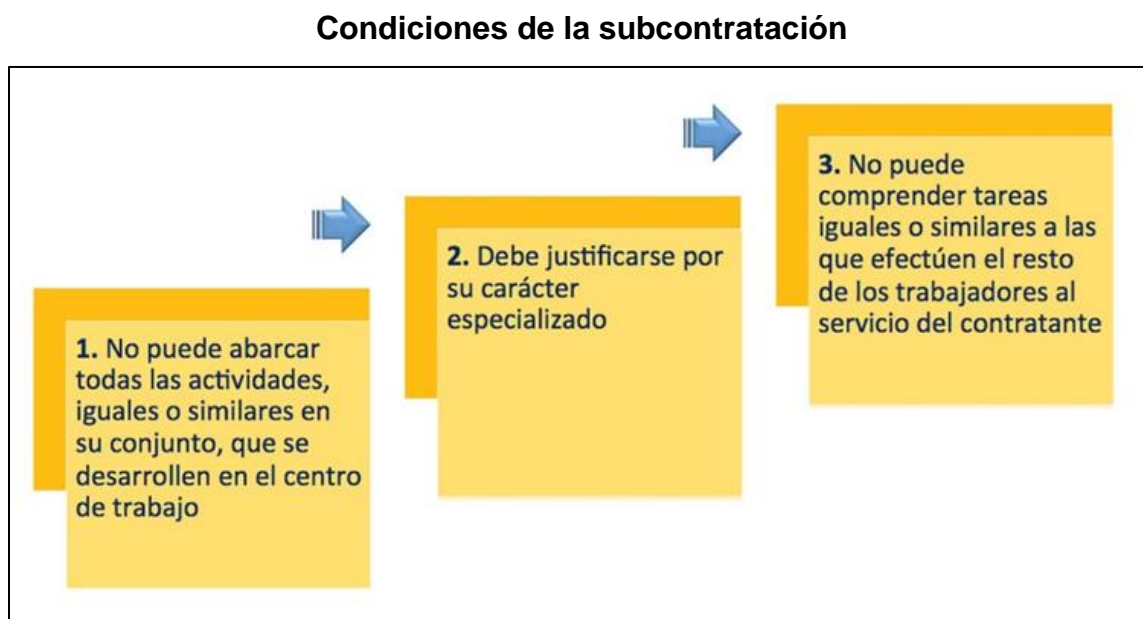 Condiciones de la subcontratación
1. No puede abarcar
todas las actividades,
iguales o similares en
su conjunto, que se
desarrollen en el centro
de trabajo
2. Debe justificarse por
su carácter
especializado
3. No puede
comprender tareas
iguales o similares a las
que efectúen el resto
de los trabajadores al
servicio del contratante